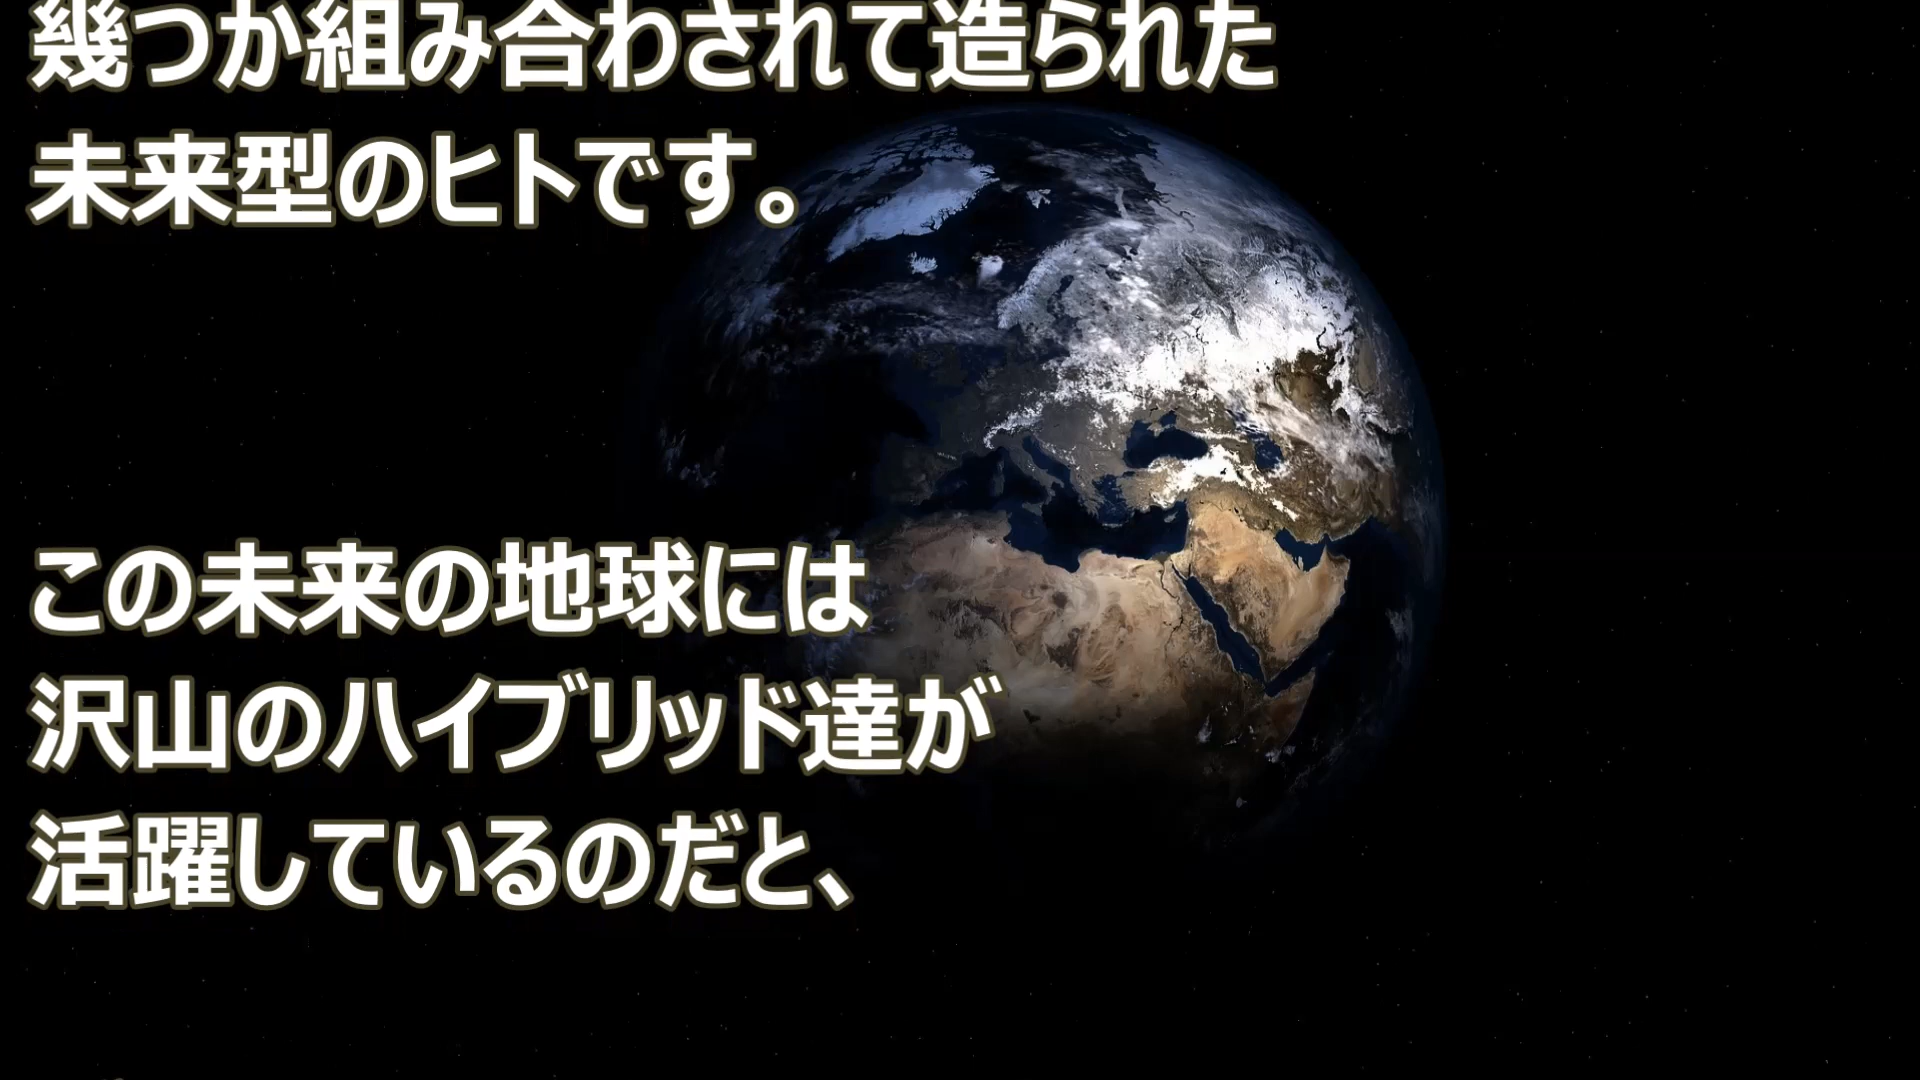 幾つか組み合わされて造られた
未来型のヒトです。
この未来の地球には
沢山のハイブリッド達が
活躍しているのだと、